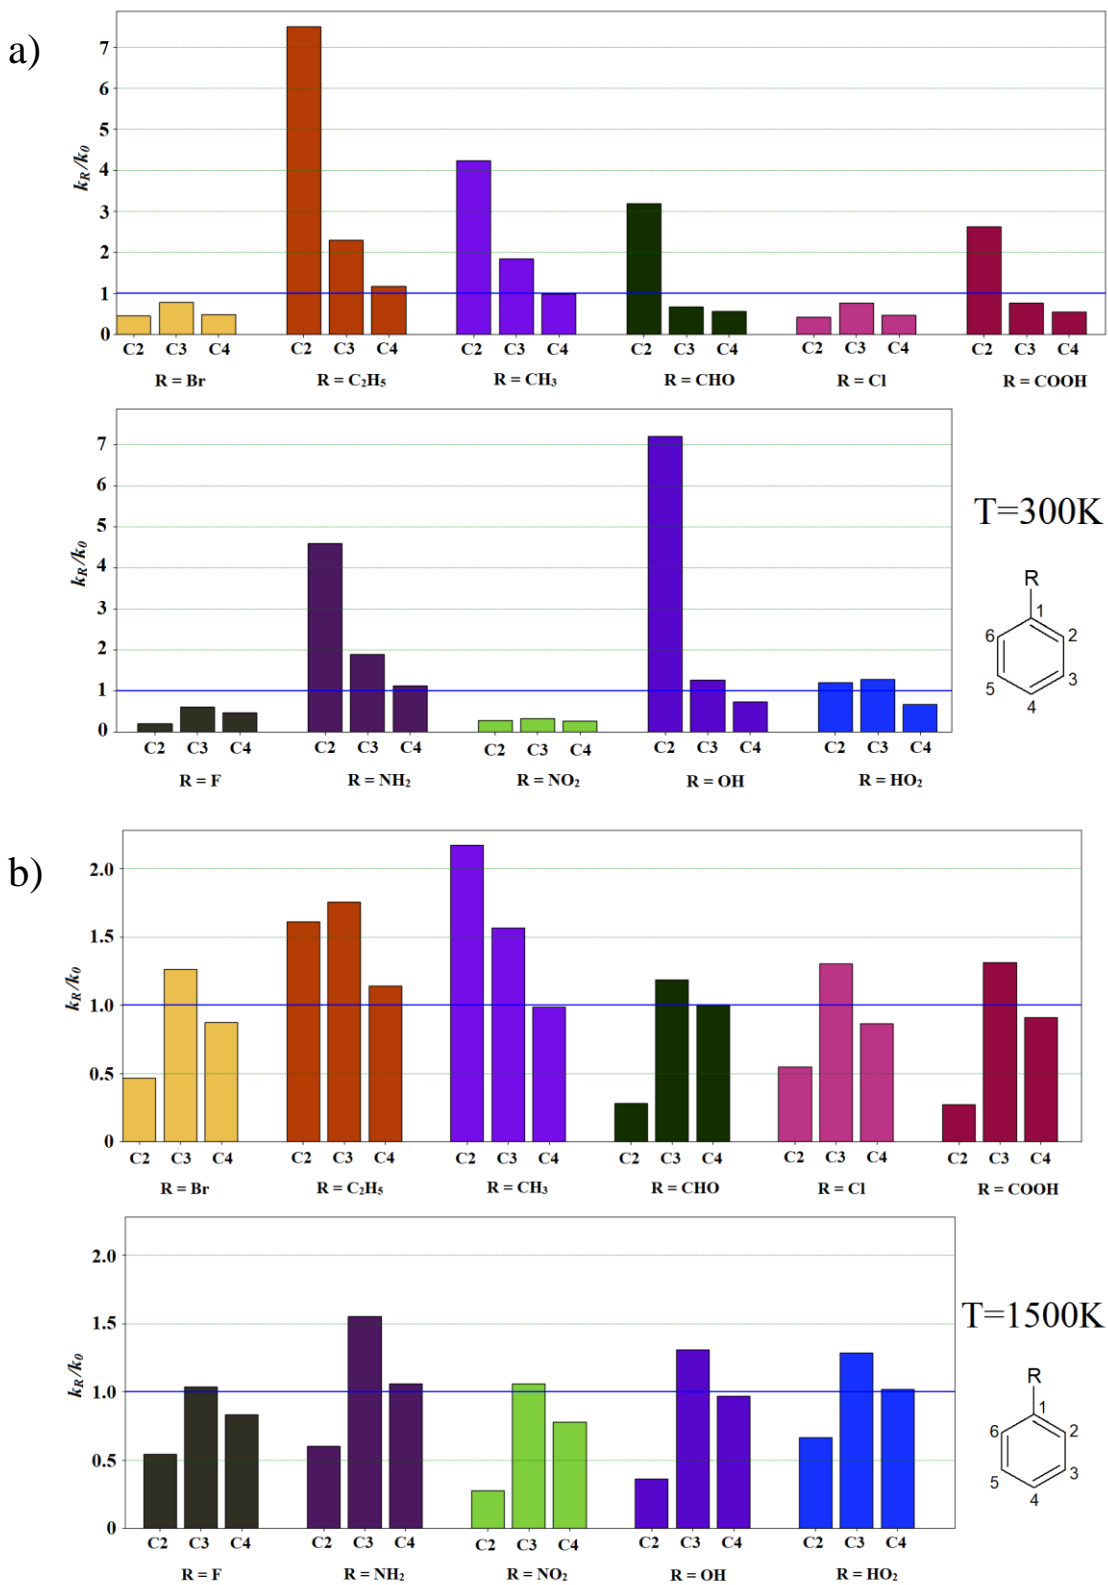 a)
7
6
5
4
3
2
1
0
kR/k0
C2 C3 C4 C2 C3 C4 C2 C3 C4 C2 C3 C4 C2 C3 C4 C2 C3 C4
R = Br R = C₂H₅ R = CH₃ R = CHO R = Cl R = COOH
7
6
5
4
3
2
1
0
kR/k0
C2 C3 C4 C2 C3 C4 C2 C3 C4 C2 C3 C4 C2 C3 C4
R = F R = NH₂ R = NO₂ R = OH R = HO₂
T=300K
R
1
6 2
5 3
4
b)
2.0
1.5
1.0
0.5
0
kR/k0
C2 C3 C4 C2 C3 C4 C2 C3 C4 C2 C3 C4 C2 C3 C4 C2 C3 C4
R = Br R = C₂H₅ R = CH₃ R = CHO R = Cl R = COOH
2.0
1.5
1.0
0.5
0
kR/k0
C2 C3 C4 C2 C3 C4 C2 C3 C4 C2 C3 C4 C2 C3 C4
R = F R = NH₂ R = NO₂ R = OH R = HO₂
T=1500K
R
1
6 2
5 3
4